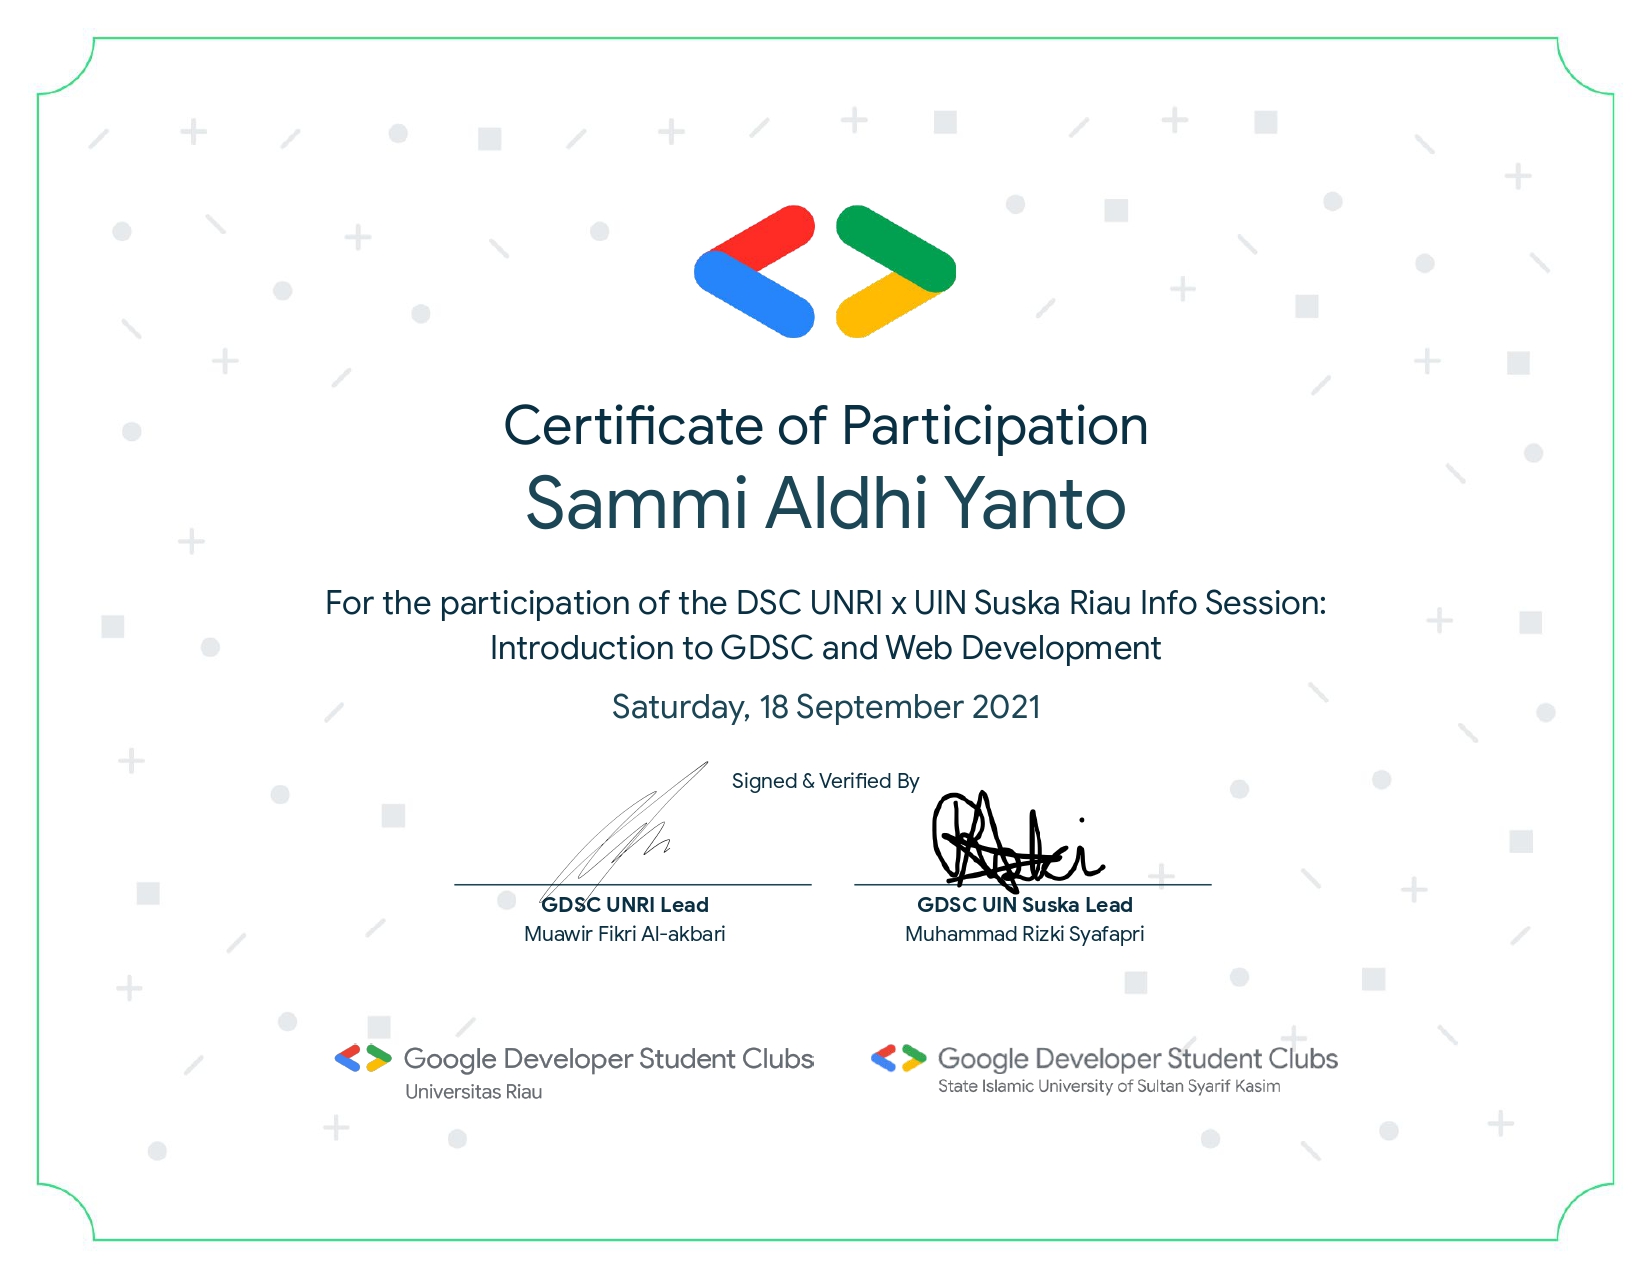 Certificate of Participation
Sammi Aldhi Yanto
For the participation of the DSC UNRI x UIN Suska Riau Info Session:
Introduction to GDSC and Web Development
Saturday, 18 September 2021
Signed & Verified By
GDSC UNRI Lead
Muawir Fikri Al-akbari
GDSC UIN Suska Lead
Muhammad Rizki Syafapri
Google Developer Student Clubs
Universitas Riau
Google Developer Student Clubs
State Islamic University of Sultan Syarif Kasim